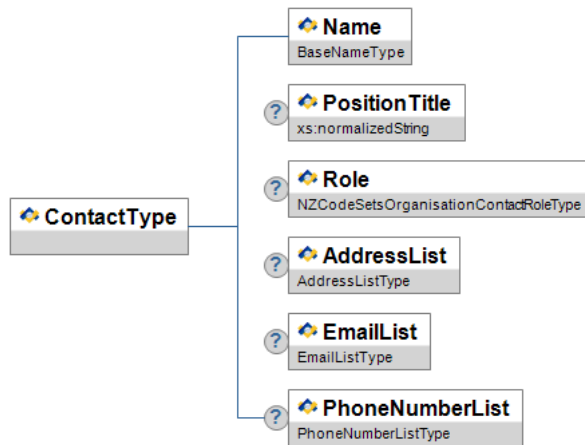 Name
BaseNameType
?
PositionTitle
xs:normalizedString
?
Role
NZCodeSetsOrganisationContactRoleType
ContactType
?
AddressList
AddressListType
?
EmailList
EmailListType
?
PhoneNumberList
PhoneNumberListType